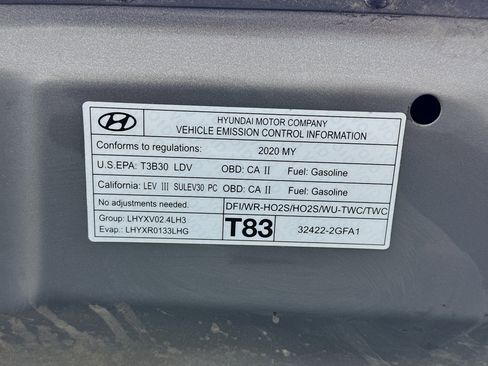 HYUNDAI MOTOR COMPANY
VEHICLE EMISSION CONTROL INFORMATION
Conforms to regulations: 2020 MY
U.S.EPA: T3B30 LDV OBD: CA II Fuel: Gasoline
California: LEV III SULEV30 PC OBD: CA II Fuel: Gasoline
No adjustments needed. DFI/WR-HO2S/HO2S/WU-TWC/TWC
Group: LHYXV02.4LH3
Evap.: LHYXR0133LHG
T83 32422-2GFA1